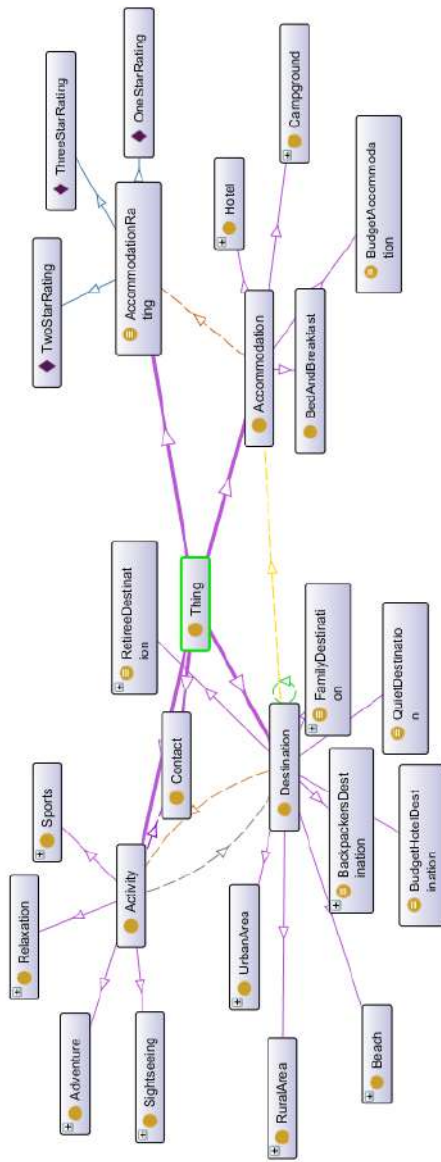 Relaxation
Sports
TwoStarRating
ThreeStarRating
Adventure
Activity
RetireeDestinat
ion
AccommodationRa
ting
OneStarRating
Sightseeing
Contact
Thing
Hotel
UrbanArea
Accommodation
RuralArea
Destination
Campground
BedAndBreakfast
FamilyDestinati
on
BackpackersDest
ination
Beach
BudgetAccommoda
tion
QuietDestinatio
n
BudgetHotelDest
ination